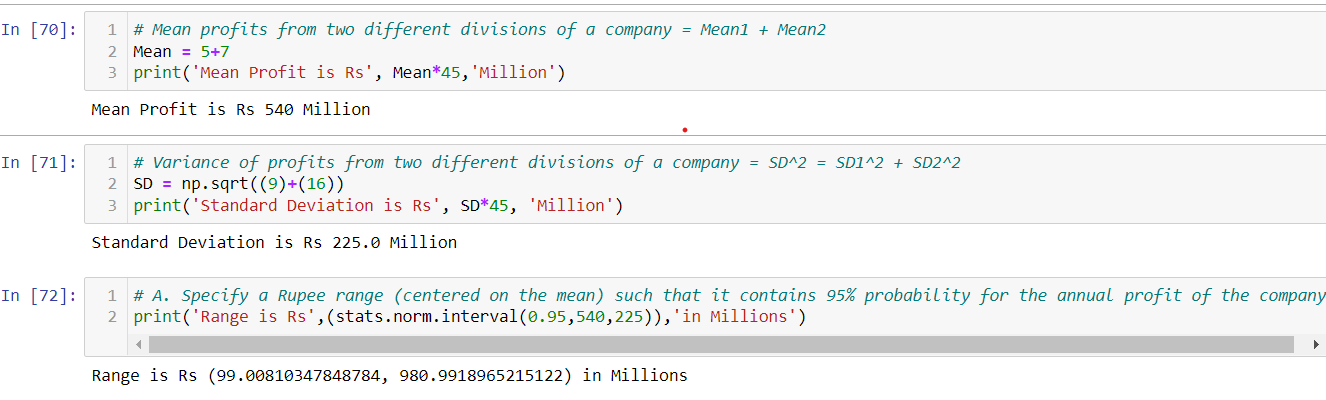 In [70]:
1 # Mean profits from two different divisions of a company = Mean1 + Mean2
2 Mean = 5+7
3 print('Mean Profit is Rs', Mean*45,'Million')
Mean Profit is Rs 540 Million
In [71]:
1 # Variance of profits from two different divisions of a company = SD^2 = SD1^2 + SD2^2
2 SD = np.sqrt((9)+(16))
3 print('Standard Deviation is Rs', SD*45, 'Million')
Standard Deviation is Rs 225.0 Million
In [72]:
1 # A. Specify a Rupee range (centered on the mean) such that it contains 95% probability for the annual profit of the company
2 print('Range is Rs',(stats.norm.interval(0.95,540,225)),'in Millions')
Range is Rs (99.00810347848784, 980.9918965215122) in Millions